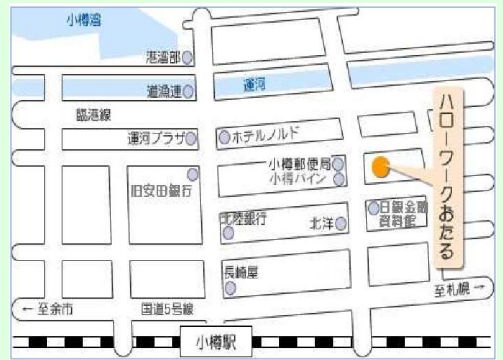 小樽湾
港湾部
道漁連
運河
臨港線
運河プラザ
ホテルノルド
ハローワークおたる
小樽郵便局
小樽バイン
旧安田銀行
北陸銀行
北洋
日銀金融
資料館
長崎屋
至札幌→
←至余市
国道5号線
小樽駅